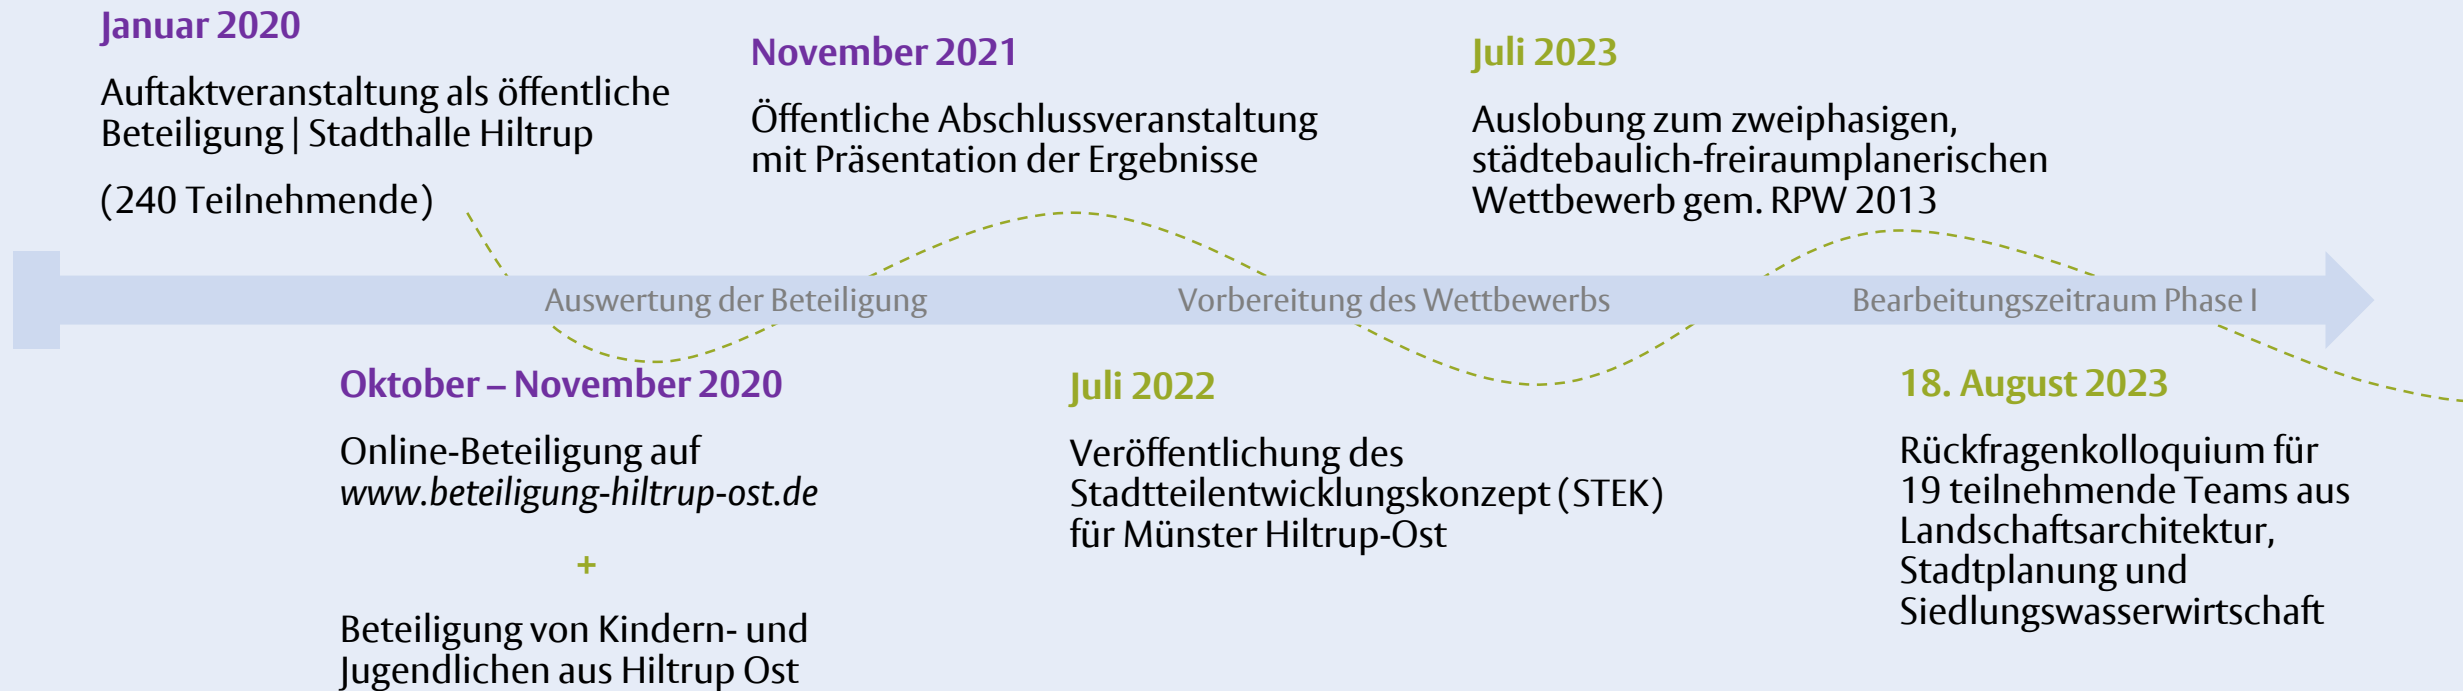 Januar 2020
Auftaktveranstaltung als öffentliche
Beteiligung | Stadthalle Hiltrup
(240 Teilnehmende)
November 2021
Öffentliche Abschlussveranstaltung
mit Präsentation der Ergebnisse
Juli 2023
Auslobung zum zweiphasigen,
städtebaulich-freiraumplanerischen
Wettbewerb gem. RPW 2013
Auswertung der Beteiligung
Vorbereitung des Wettbewerbs
Bearbeitungszeitraum Phase I
Oktober – November 2020
Online-Beteiligung auf
www.beteiligung-hiltrup-ost.de
+
Beteiligung von Kindern- und
Jugendlichen aus Hiltrup Ost
Juli 2022
Veröffentlichung des
Stadtteilentwicklungskonzept (STEK)
für Münster Hiltrup-Ost
18. August 2023
Rückfragenkolloquium für
19 teilnehmende Teams aus
Landschaftsarchitektur,
Stadtplanung und
Siedlungswasserwirtschaft